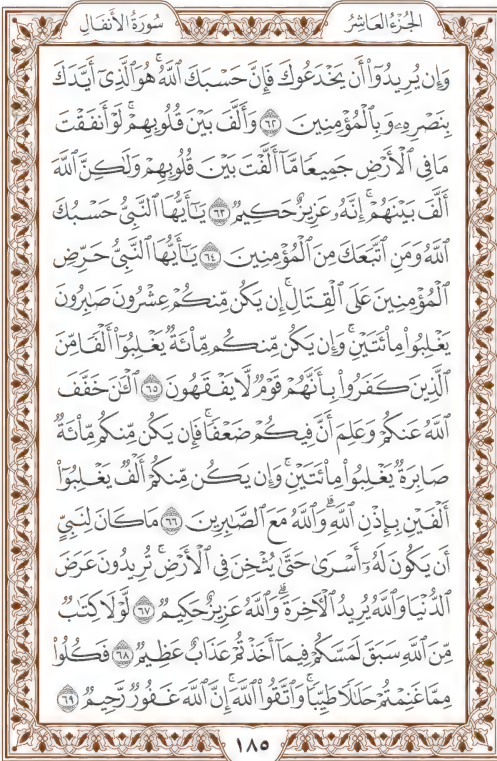 الجُزْءُ العَاشِرُ
سُورَةُ الأَنفَالِ
وَإِن يُرِيدُوٓا۟ أَن يَخْدَعُوكَ فَإِنَّ حَسْبَكَ ٱللَّهُ ۚ هُوَ ٱلَّذِىٓ أَيَّدَكَ
بِنَصْرِهِۦ وَبِٱلْمُؤْمِنِينَ ۝٦٢ وَأَلَّفَ بَيْنَ قُلُوبِهِمْ ۚ لَوْ أَنفَقْتَ
مَا فِى ٱلْأَرْضِ جَمِيعًا مَّآ أَلَّفْتَ بَيْنَ قُلُوبِهِمْ وَلَـٰكِنَّ ٱللَّهَ
أَلَّفَ بَيْنَهُمْ ۚ إِنَّهُۥ عَزِيزٌ حَكِيمٌ ۝٦٣ يَـٰٓأَيُّهَا ٱلنَّبِىُّ حَسْبُكَ
ٱللَّهُ وَمَنِ ٱتَّبَعَكَ مِنَ ٱلْمُؤْمِنِينَ ۝٦٤ يَـٰٓأَيُّهَا ٱلنَّبِىُّ حَرِّضِ
ٱلْمُؤْمِنِينَ عَلَى ٱلْقِتَالِ ۚ إِن يَكُن مِّنكُمْ عِشْرُونَ صَـٰبِرُونَ
يَغْلِبُوا۟ مِا۟ئَتَيْنِ ۚ وَإِن يَكُن مِّنكُم مِّا۟ئَةٌ يَغْلِبُوٓا۟ أَلْفًا مِّنَ
ٱلَّذِينَ كَفَرُوا۟ بِأَنَّهُمْ قَوْمٌ لَّا يَفْقَهُونَ ۝٦٥ ٱلْـَٔـٰنَ خَفَّفَ
ٱللَّهُ عَنكُمْ وَعَلِمَ أَنَّ فِيكُمْ ضَعْفًا ۚ فَإِن يَكُن مِّنكُم مِّا۟ئَةٌ
صَابِرَةٌ يَغْلِبُوا۟ مِا۟ئَتَيْنِ ۚ وَإِن يَكُن مِّنكُمْ أَلْفٌ يَغْلِبُوٓا۟
أَلْفَيْنِ بِإِذْنِ ٱللَّهِ ۗ وَٱللَّهُ مَعَ ٱلصَّـٰبِرِينَ ۝٦٦ مَا كَانَ لِنَبِىٍّ
أَن يَكُونَ لَهُۥٓ أَسْرَىٰ حَتَّىٰ يُثْخِنَ فِى ٱلْأَرْضِ ۚ تُرِيدُونَ عَرَضَ
ٱلدُّنْيَا وَٱللَّهُ يُرِيدُ ٱلْـَٔاخِرَةَ ۗ وَٱللَّهُ عَزِيزٌ حَكِيمٌ ۝٦٧ لَّوْلَا كِتَـٰبٌ
مِّنَ ٱللَّهِ سَبَقَ لَمَسَّكُمْ فِيمَآ أَخَذْتُمْ عَذَابٌ عَظِيمٌ ۝٦٨ فَكُلُوا۟
مِمَّا غَنِمْتُمْ حَلَـٰلًا طَيِّبًا ۚ وَٱتَّقُوا۟ ٱللَّهَ ۚ إِنَّ ٱللَّهَ غَفُورٌ رَّحِيمٌ ۝٦٩
١٨٥